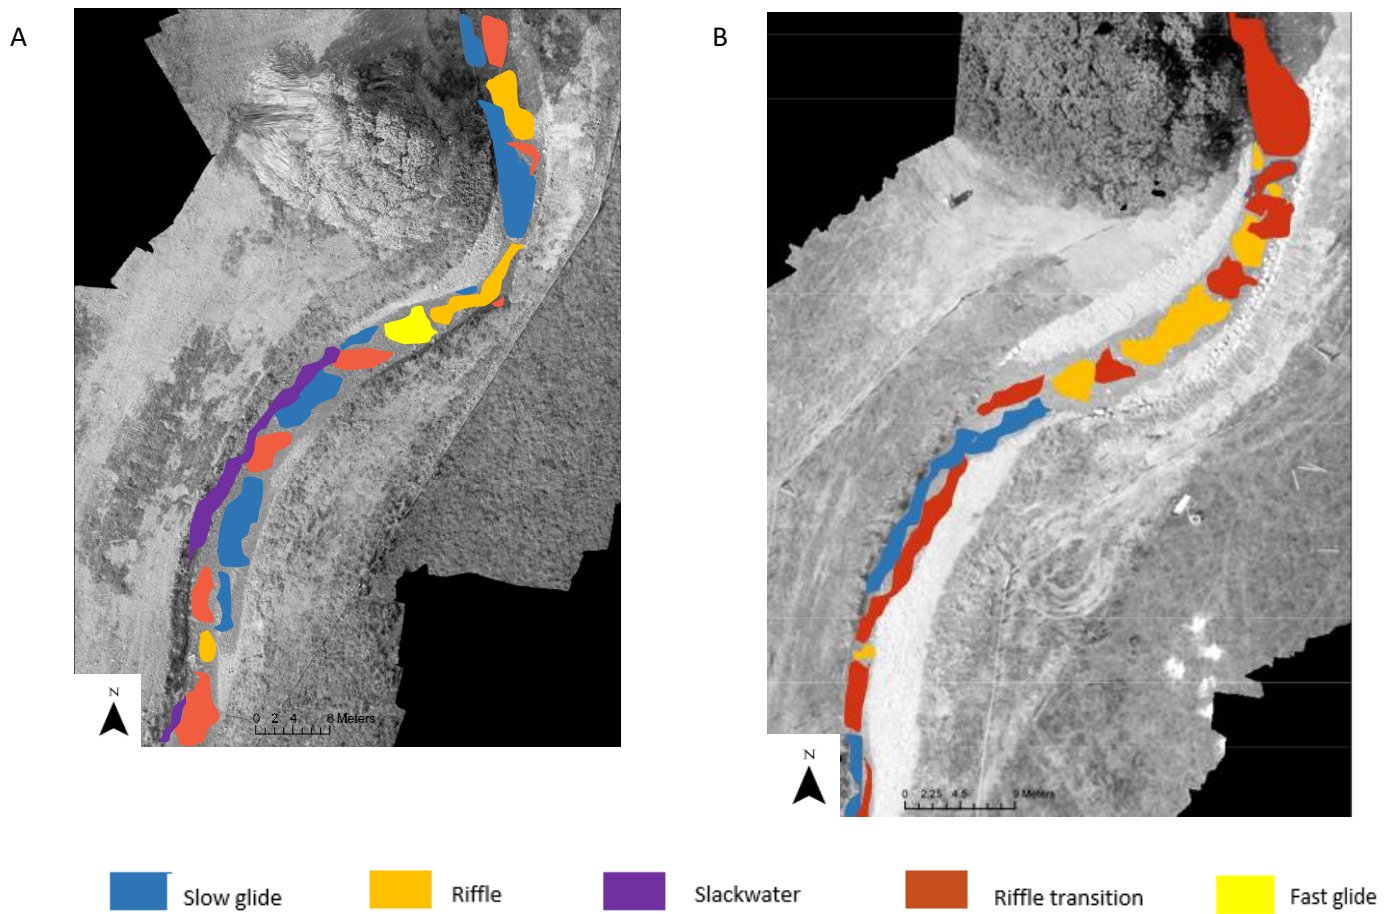 A
B
N
0 2 4 8 Meters
N
0 2.25 4.5 9 Meters
Slow glide
Riffle
Slackwater
Riffle transition
Fast glide